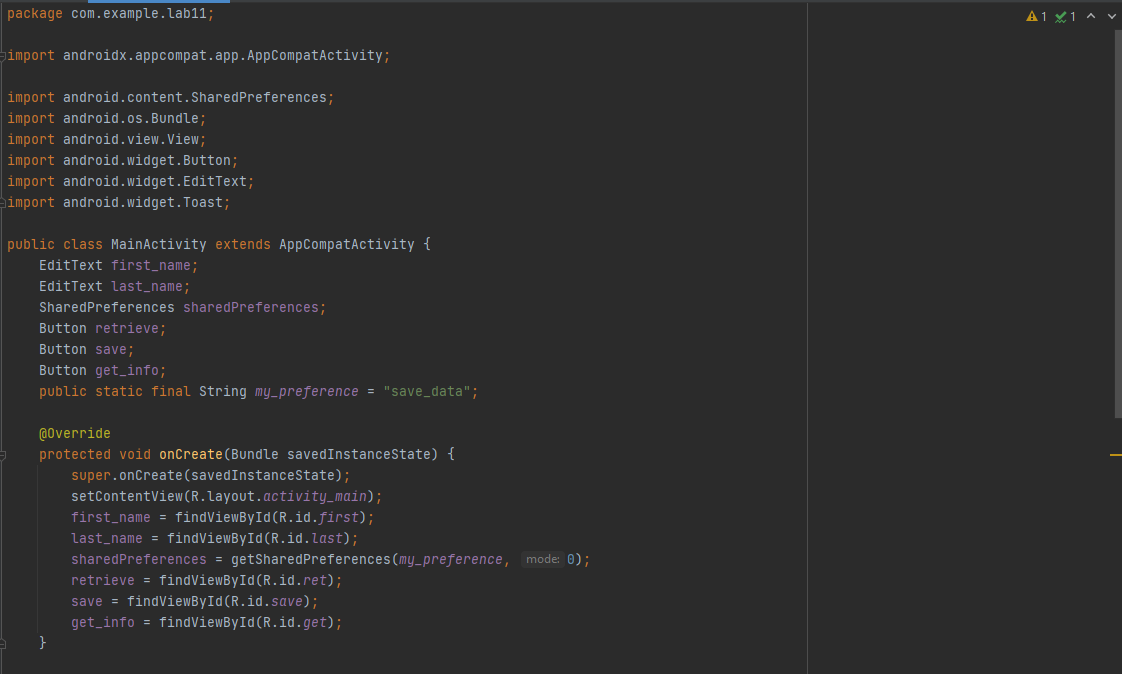 package com.example.lab11;
1 1
import androidx.appcompat.app.AppCompatActivity;
import android.content.SharedPreferences;
import android.os.Bundle;
import android.view.View;
import android.widget.Button;
import android.widget.EditText;
import android.widget.Toast;
public class MainActivity extends AppCompatActivity {
EditText first_name;
EditText last_name;
SharedPreferences sharedPreferences;
Button retrieve;
Button save;
Button get_info;
public static final String my_preference = "save_data";
@Override
protected void onCreate(Bundle savedInstanceState) {
super.onCreate(savedInstanceState);
setContentView(R.layout.activity_main);
first_name = findViewById(R.id.first);
last_name = findViewById(R.id.last);
sharedPreferences = getSharedPreferences(my_preference, mode: 0);
retrieve = findViewById(R.id.ret);
save = findViewById(R.id.save);
get_info = findViewById(R.id.get);
}